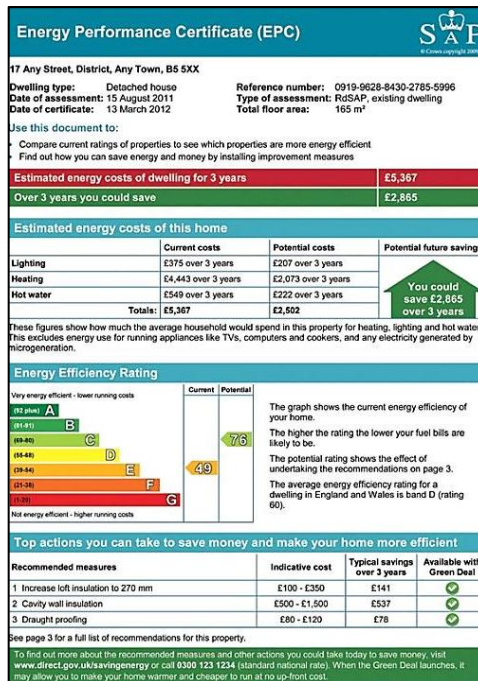 Energy Performance Certificate (EPC)
SAP
© Crown copyright 2009
17 Any Street, District, Any Town, B5 5XX
Dwelling type: Detached house
Date of assessment: 15 August 2011
Date of certificate: 13 March 2012
Reference number: 0919-9628-8430-2785-5996
Type of assessment: RdSAP, existing dwelling
Total floor area: 165 m²
Use this document to:
• Compare current ratings of properties to see which properties are more energy efficient
• Find out how you can save energy and money by installing improvement measures
Estimated energy costs of dwelling for 3 years £5,367
Over 3 years you could save £2,865
Estimated energy costs of this home
Current costs Potential costs Potential future saving
Lighting £375 over 3 years £207 over 3 years
Heating £4,443 over 3 years £2,073 over 3 years
Hot water £549 over 3 years £222 over 3 years
Totals: £5,367 £2,502
You could
save £2,865
over 3 years
These figures show how much the average household would spend in this property for heating, lighting and hot water
This excludes energy use for running appliances like TVs, computers and cookers, and any electricity generated by
microgeneration.
Energy Efficiency Rating
Current Potential
Very energy efficient - lower running costs
(92 plus) A
(81-91) B
(69-80) C
(55-68) D
(39-54) E
(21-38) F
(1-20) G
Not energy efficient - higher running costs
49
76
The graph shows the current energy efficiency of
your home.
The higher the rating the lower your fuel bills are
likely to be.
The potential rating shows the effect of
undertaking the recommendations on page 3.
The average energy efficiency rating for a
dwelling in England and Wales is band D (rating
60).
Top actions you can take to save money and make your home more efficient
Recommended measures Indicative cost Typical savings over 3 years Available with Green Deal
1 Increase loft insulation to 270 mm £100 - £350 £141
2 Cavity wall insulation £500 - £1,500 £537
3 Draught proofing £80 - £120 £78
See page 3 for a full list of recommendations for this property.
To find out more about the recommended measures and other actions you could take today to save money, visit
www.direct.gov.uk/savingenergy or call 0300 123 1234 (standard national rate). When the Green Deal launches, it
may allow you to make your home warmer and cheaper to run at no up-front cost.